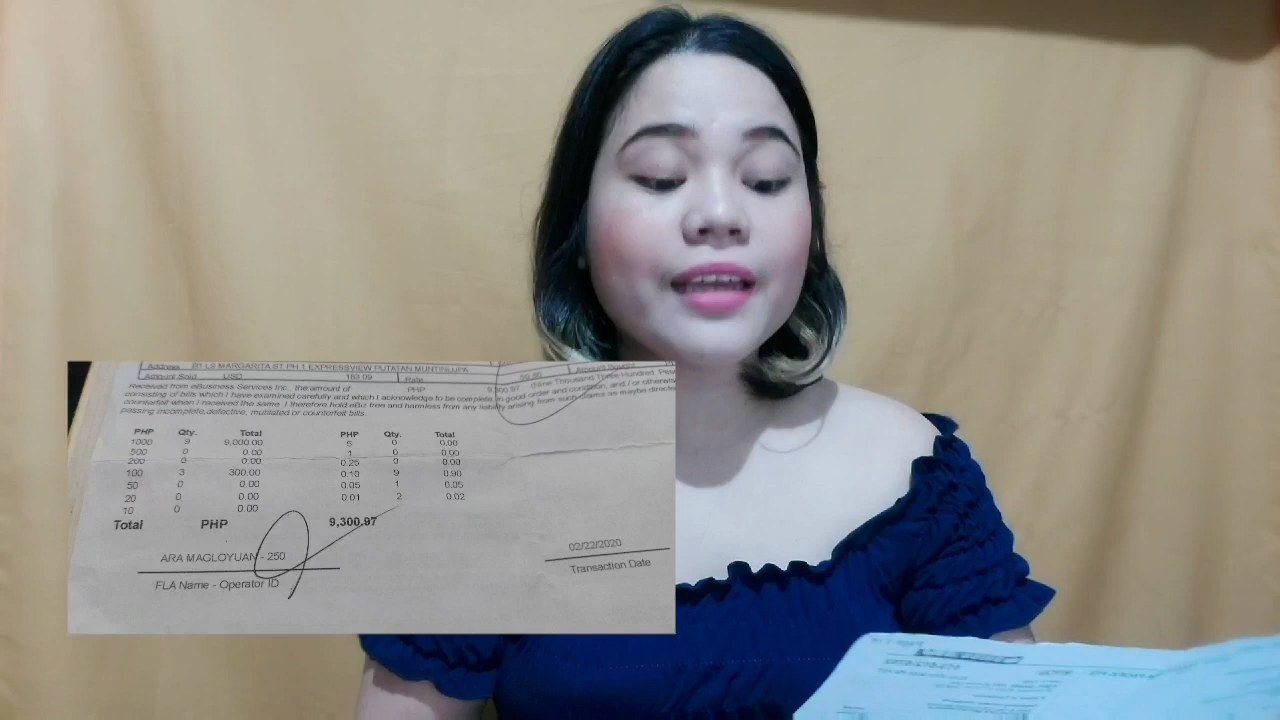 Address B1 L9 MARGARITA ST PH.1 EXPRESSVIEW PUTATAN MUNTINLUPA
Amount Sold USD 183.09 Rate 50.80 Amount Bought
Received from eBusiness Services Inc., the amount of PHP 9,300.97 (Nine Thousand Three Hundred
consisting of bills which I have examined carefully and which I acknowledge to be complete, in good order and condition, and / or otherwise
counterfeit when I received the same. I therefore hold eBiz free and harmless from any liability arising from such claims as maybe directed
passing incomplete,defective, mutilated or counterfeit bills.
PHP Qty. Total PHP Qty. Total
1000 9 9,000.00 5 0 0.00
500 0 0.00 1 0 0.00
200 0 0.00 0.25 0 0.00
100 3 300.00 0.10 9 0.90
50 0 0.00 0.05 1 0.05
20 0 0.00 0.01 2 0.02
10 0 0.00
Total PHP 9,300.97
ARA MAGLOYUAN - 250
FLA Name - Operator ID
02/22/2020
Transaction Date